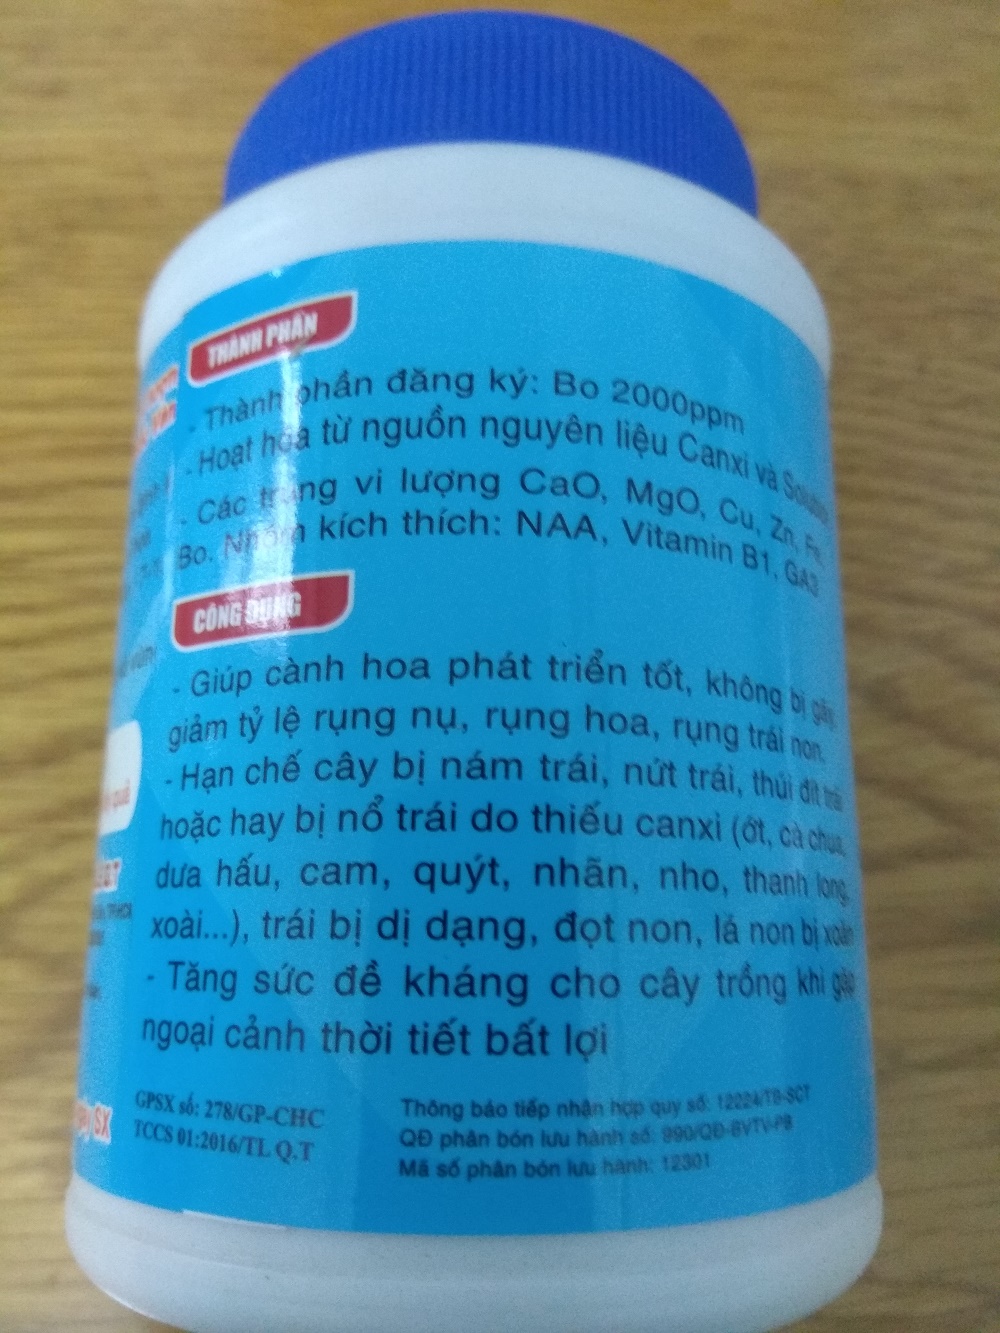 THÀNH PHẦN
- Thành phần đăng ký: Bo 2000ppm
- Hoạt hóa từ nguồn nguyên liệu Canxi và
- Các trung vi lượng CaO, MgO, Cu, Zn, Fe,
Bo. Nhóm kích thích: NAA, Vitamin B1, GA3
CÔNG DỤNG
- Giúp cành hoa phát triển tốt, không bị gãy
giảm tỷ lệ rụng nụ, rụng hoa, rụng trái non.
- Hạn chế cây bị nám trái, nứt trái, thúi đít trái
hoặc hay bị nổ trái do thiếu canxi (ớt, cà chua,
dưa hấu, cam, quýt, nhãn, nho, thanh long,
xoài...), trái bị dị dạng, đọt non, lá non bị xoăn
- Tăng sức đề kháng cho cây trồng khi gặp
ngoại cảnh thời tiết bất lợi
GPSX số: 278/GP-CHC
TCCS 01:2016/TL Q.T
Thông báo tiếp nhận hợp quy số: 12224/TB-SCT
QĐ phân bón lưu hành số: 990/QĐ-BVTV-PB
Mã số phân bón lưu hành: 12301
SX